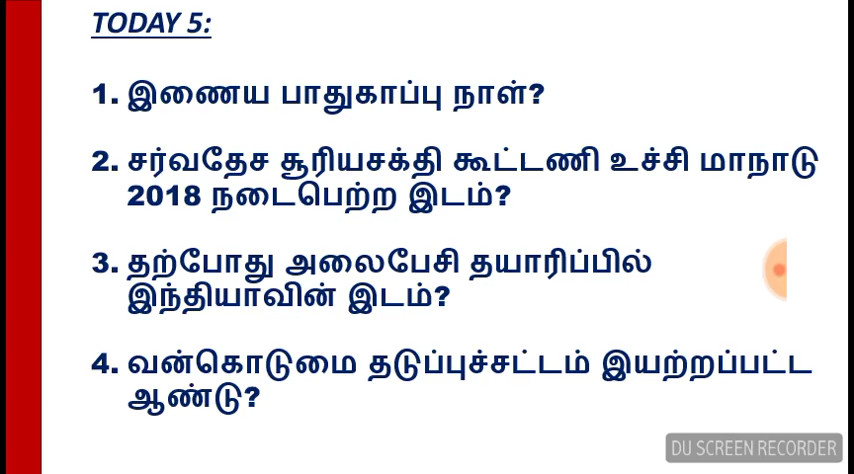 TODAY 5:
1. இணைய பாதுகாப்பு நாள்?
2. சர்வதேச சூரியசக்தி கூட்டணி உச்சி மாநாடு
2018 நடைபெற்ற இடம்?
3. தற்போது அலைபேசி தயாரிப்பில்
இந்தியாவின் இடம்?
4. வன்கொடுமை தடுப்புச்சட்டம் இயற்றப்பட்ட
ஆண்டு?
DU SCREEN RECORDER